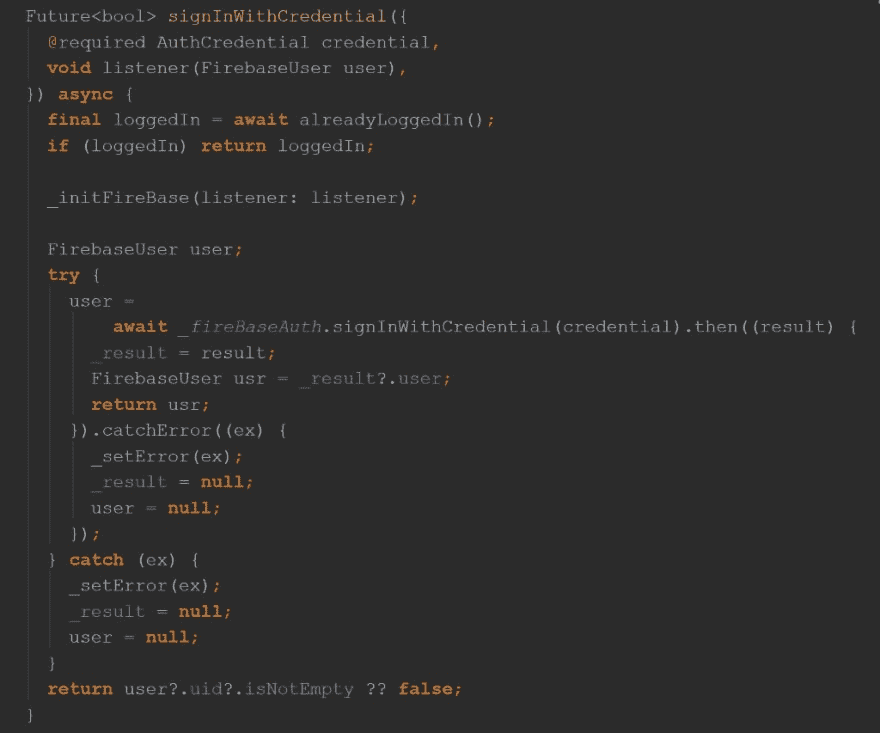 Future<bool> signInWithCredential({
  @required AuthCredential credential,
  void listener(FirebaseUser user),
}) async {
  final loggedIn = await alreadyLoggedIn();
  if (loggedIn) return loggedIn;

  _initFireBase(listener: listener);

  FirebaseUser user;
  try {
    user =
        await _fireBaseAuth.signInWithCredential(credential).then((result) {
      _result = result;
      FirebaseUser usr = _result?.user;
      return usr;
    }).catchError((ex) {
      _setError(ex);
      _result = null;
      user = null;
    });
  } catch (ex) {
    _setError(ex);
    _result = null;
    user = null;
  }
  return user?.uid?.isNotEmpty ?? false;
}